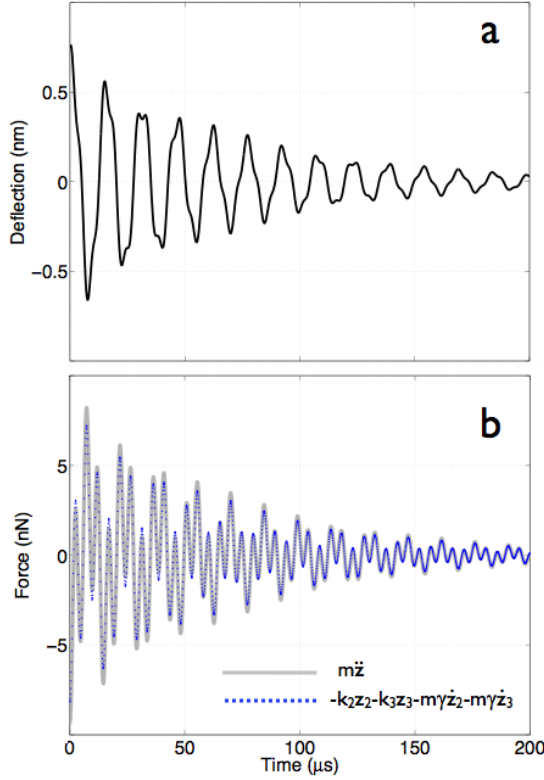 a
0.5
0
−0.5
Deflection (nm)
b
5
0
−5
Force (nN)
mz̈
-k₂z₂-k₃z₃-mγż₂-mγż₃
0 50 100 150 200
Time (μs)